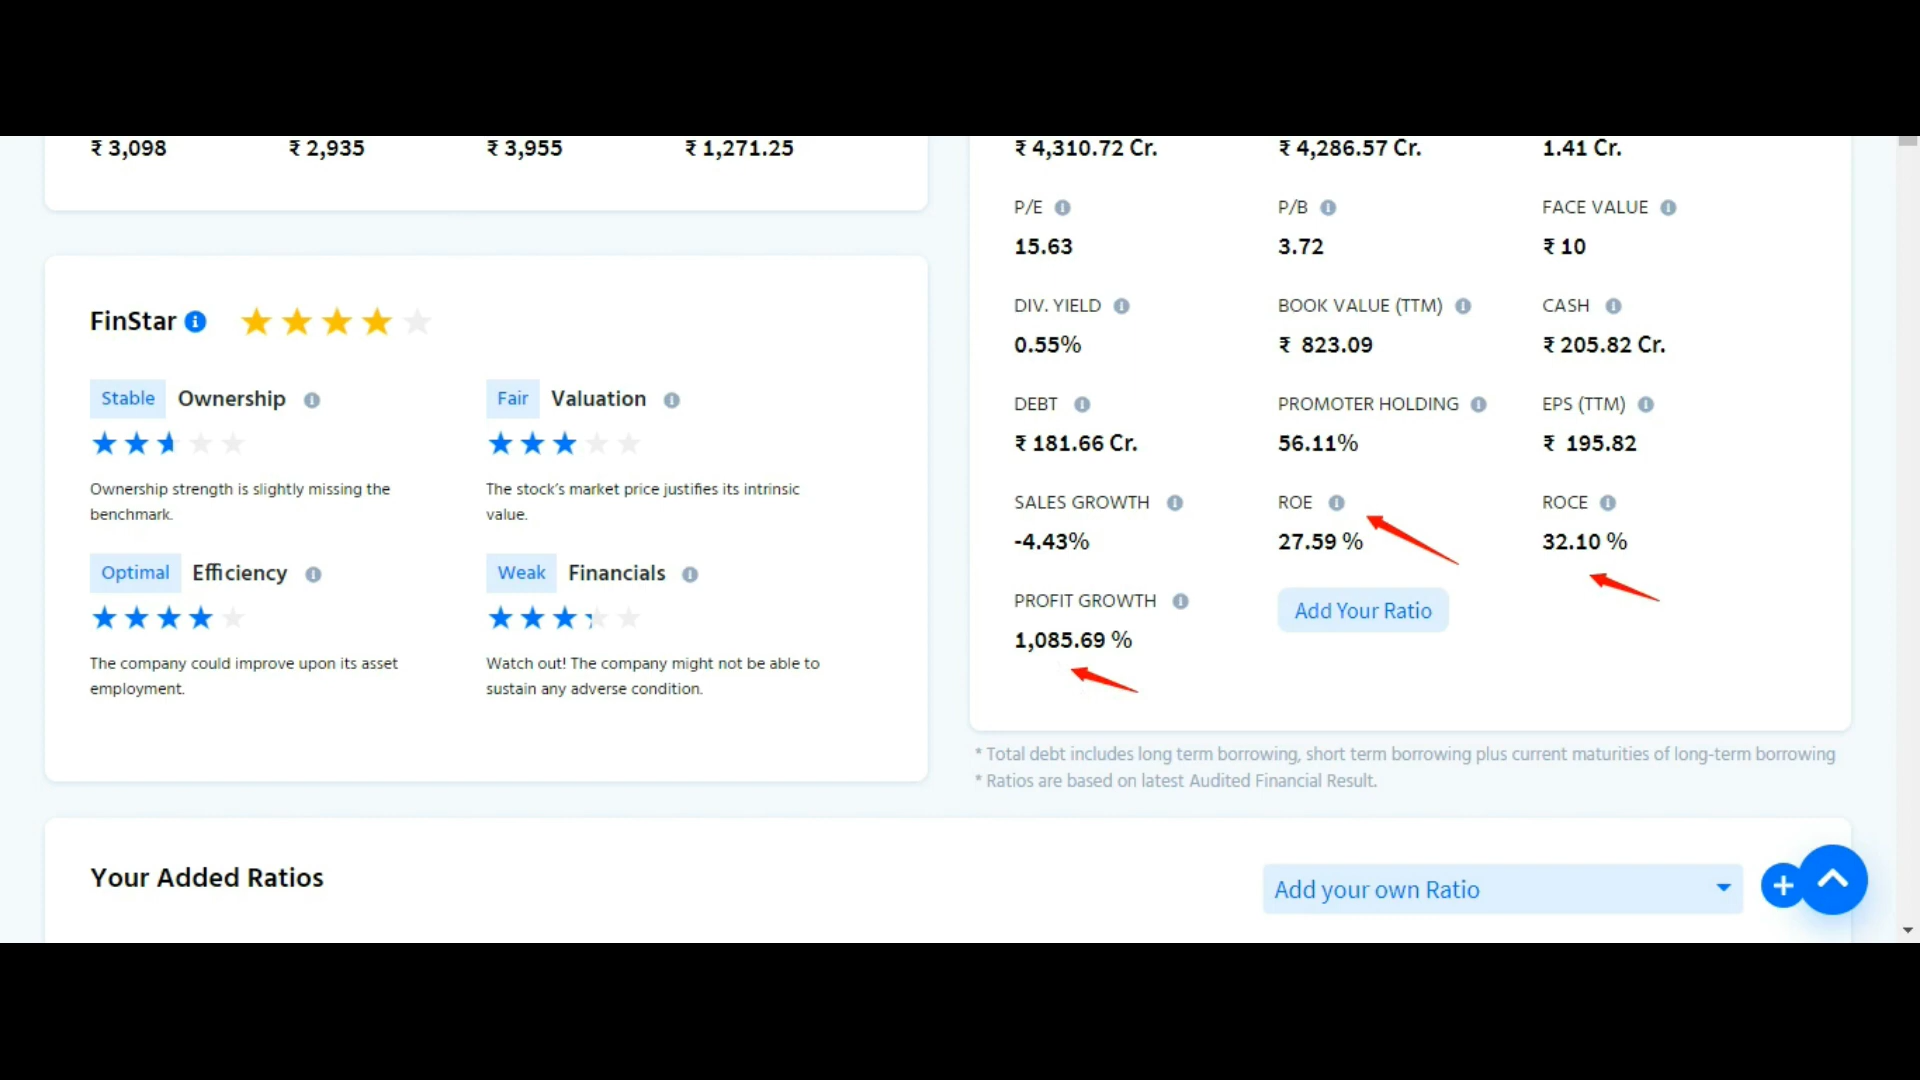 ₹ 3,098 ₹ 2,935 ₹ 3,955 ₹ 1,271.25
FinStar
Stable Ownership
Ownership strength is slightly missing the
benchmark.
Fair Valuation
The stock’s market price justifies its intrinsic
value.
Optimal Efficiency
The company could improve upon its asset
employment.
Weak Financials
Watch out! The company might not be able to
sustain any adverse condition.
₹ 4,310.72 Cr. ₹ 4,286.57 Cr. 1.41 Cr.
P/E P/B FACE VALUE
15.63 3.72 ₹ 10
DIV. YIELD BOOK VALUE (TTM) CASH
0.55% ₹ 823.09 ₹ 205.82 Cr.
DEBT PROMOTER HOLDING EPS (TTM)
₹ 181.66 Cr. 56.11% ₹ 195.82
SALES GROWTH ROE ROCE
-4.43% 27.59 % 32.10 %
PROFIT GROWTH
1,085.69 %
Add Your Ratio
* Total debt includes long term borrowing, short term borrowing plus current maturities of long-term borrowing
* Ratios are based on latest Audited Financial Result.
Your Added Ratios
Add your own Ratio